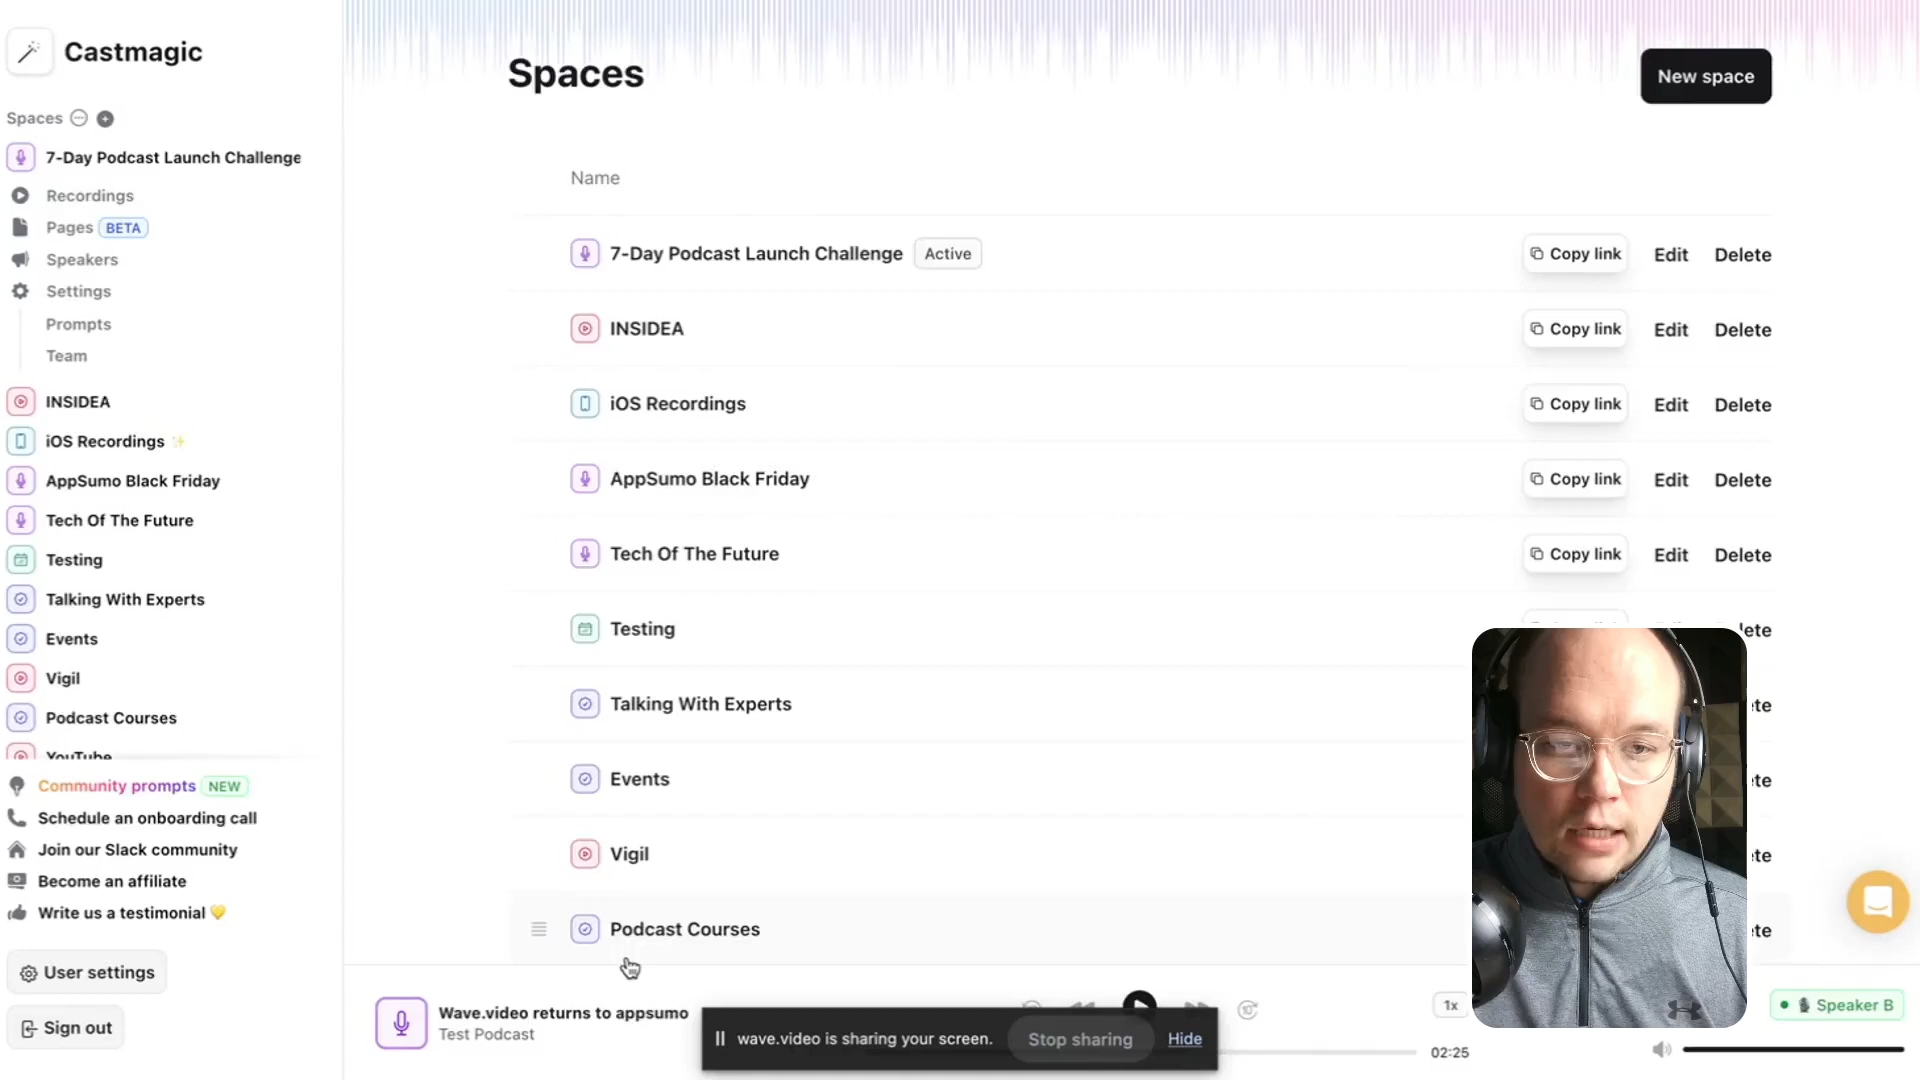 Castmagic
Spaces
7-Day Podcast Launch Challenge
Recordings
Pages BETA
Speakers
Settings
Prompts
Team
INSIDEA
iOS Recordings ✨
AppSumo Black Friday
Tech Of The Future
Testing
Talking With Experts
Events
Vigil
Podcast Courses
YouTube
Community prompts NEW
Schedule an onboarding call
Join our Slack community
Become an affiliate
Write us a testimonial 💛
User settings
Sign out
Spaces
New space
Name
7-Day Podcast Launch Challenge Active Copy link Edit Delete
INSIDEA Copy link Edit Delete
iOS Recordings Copy link Edit Delete
AppSumo Black Friday Copy link Edit Delete
Tech Of The Future Copy link Edit Delete
Testing lete
Talking With Experts te
Events te
Vigil te
Podcast Courses te
Wave.video returns to appsumo
Test Podcast
wave.video is sharing your screen. Stop sharing Hide
1x
02:25
Speaker B